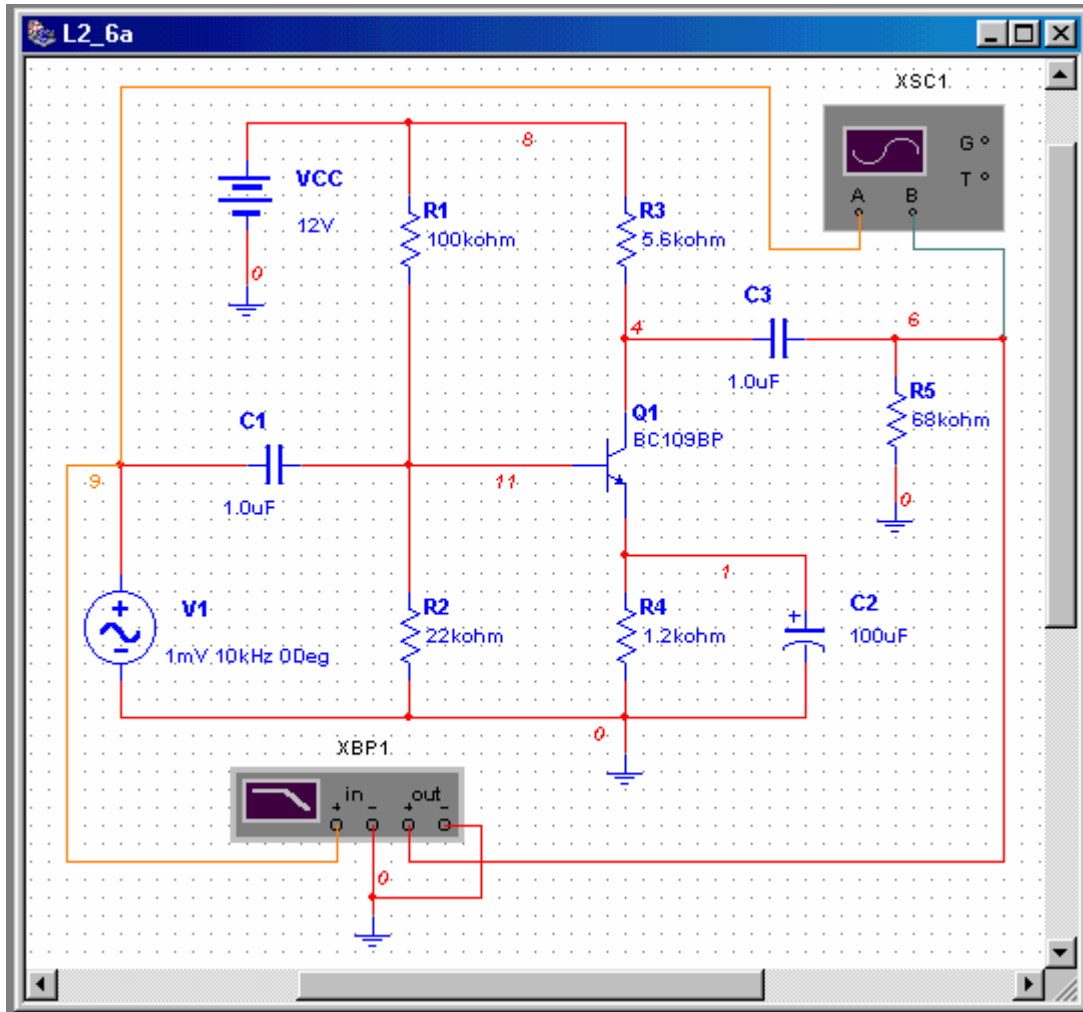 L2_6a
XSC1
G
T
A B
8
VCC
12V
0
R1
100kohm
R3
5.6kohm
C3
1.0uF
4
6
R5
68kohm
0
Q1
BC109BP
C1
1.0uF
9
11
1
V1
1mV 10kHz 0Deg
R2
22kohm
R4
1.2kohm
C2
100uF
0
XBP1
in out
+ - + -
0